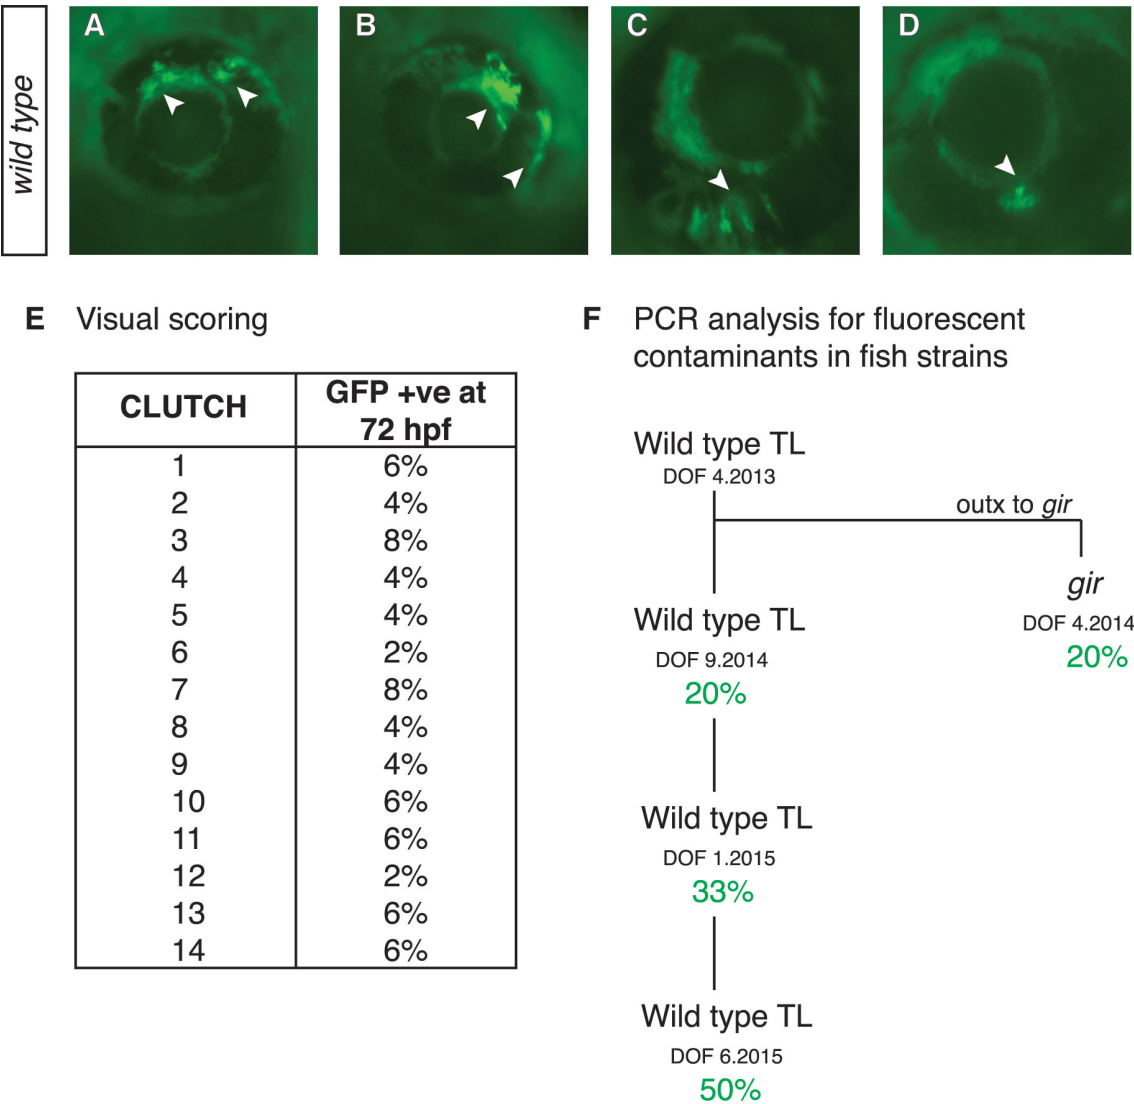 wild type
A
B
C
D
E Visual scoring
CLUTCH GFP +ve at
72 hpf
1 6%
2 4%
3 8%
4 4%
5 4%
6 2%
7 8%
8 4%
9 4%
10 6%
11 6%
12 2%
13 6%
14 6%
F PCR analysis for fluorescent
contaminants in fish strains
Wild type TL
DOF 4.2013
outx to gir
gir
DOF 4.2014
20%
Wild type TL
DOF 9.2014
20%
Wild type TL
DOF 1.2015
33%
Wild type TL
DOF 6.2015
50%